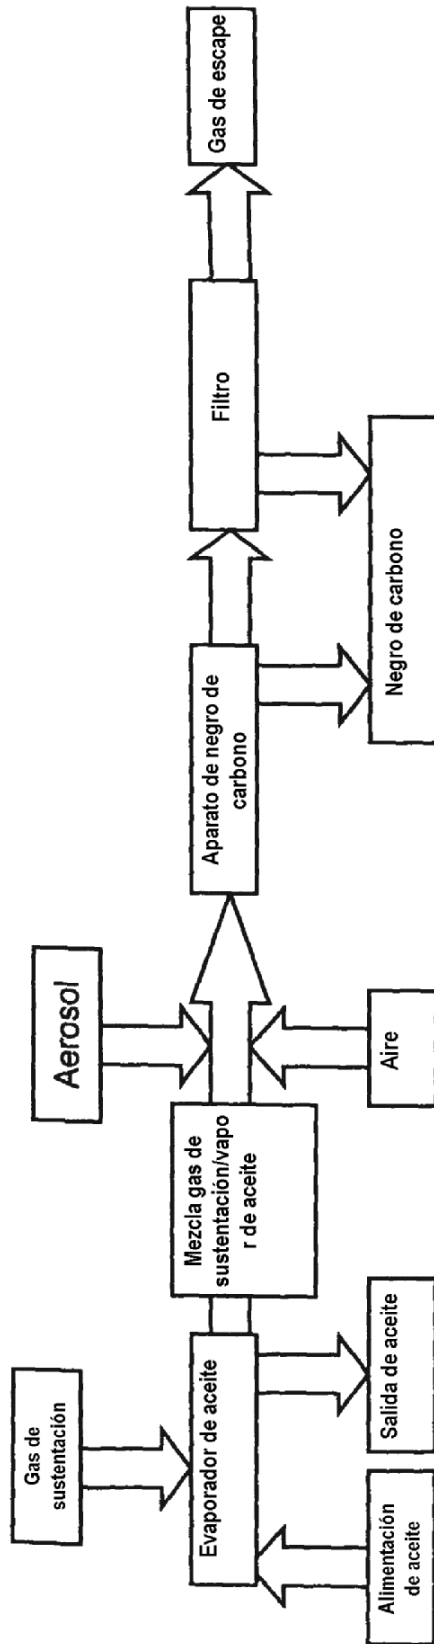 Gas de
sustentación
Alimentación
de aceite
Evaporador de aceite
Salida de aceite
Mezcla gas de
sustentación/vapo
r de aceite
Aerosol
Aire
Aparato de negro de
carbono
Negro de carbono
Filtro
Gas de escape